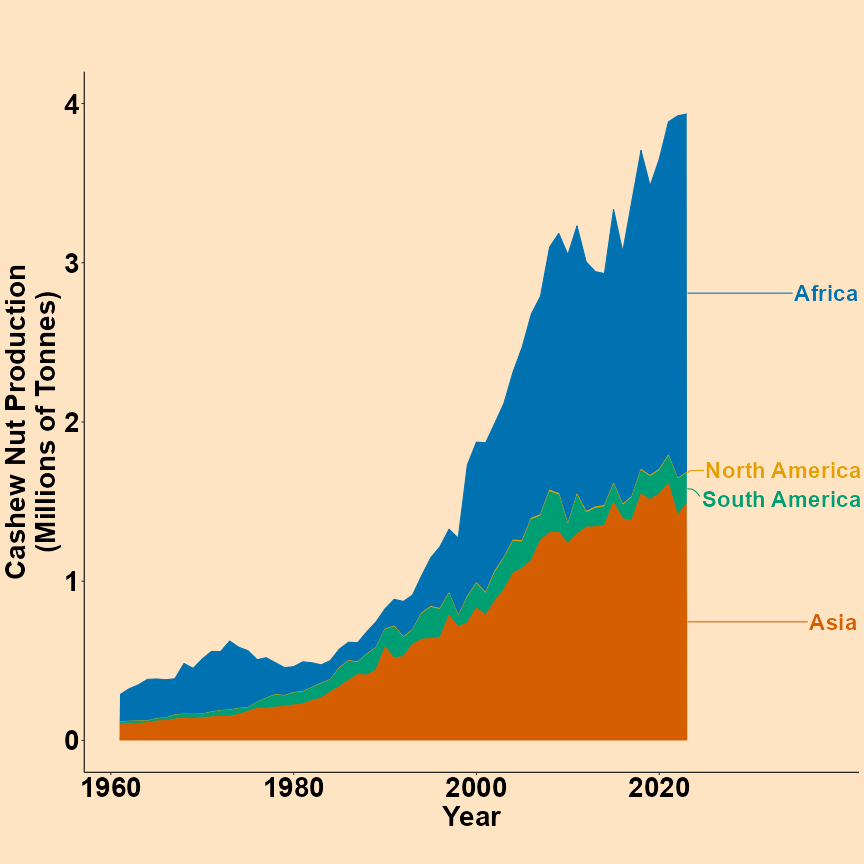 Cashew Nut Production
(Millions of Tonnes)
4
3
2
1
0
1960
1980
2000
2020
Year
Africa
North America
South America
Asia